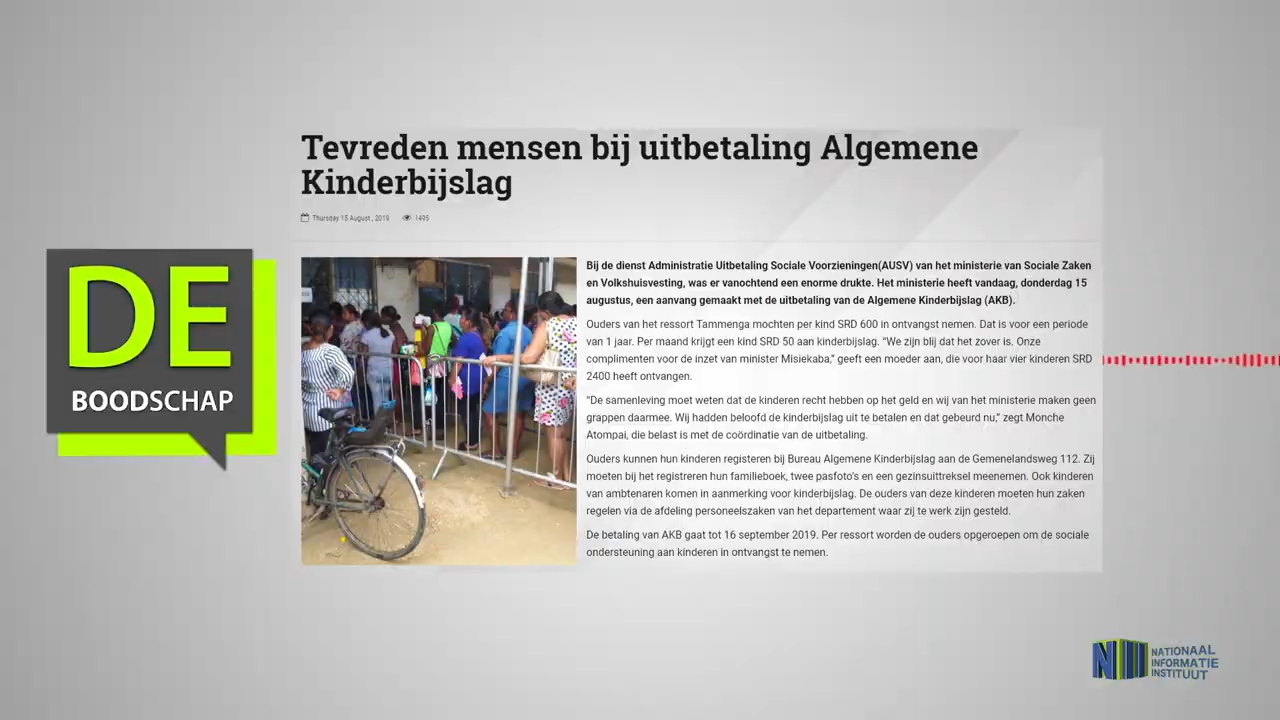 Tevreden mensen bij uitbetaling Algemene
Kinderbijslag
Thursday 15 August , 2019 1495
DE
BOODSCHAP
Bij de dienst Administratie Uitbetaling Sociale Voorzieningen(AUSV) van het ministerie van Sociale Zaken
en Volkshuisvesting, was er vanochtend een enorme drukte. Het ministerie heeft vandaag, donderdag 15
augustus, een aanvang gemaakt met de uitbetaling van de Algemene Kinderbijslag (AKB).
Ouders van het ressort Tammenga mochten per kind SRD 600 in ontvangst nemen. Dat is voor een periode
van 1 jaar. Per maand krijgt een kind SRD 50 aan kinderbijslag. "We zijn blij dat het zover is. Onze
complimenten voor de inzet van minister Misiekaba," geeft een moeder aan, die voor haar vier kinderen SRD
2400 heeft ontvangen.
"De samenleving moet weten dat de kinderen recht hebben op het geld en wij van het ministerie maken geen
grappen daarmee. Wij hadden beloofd de kinderbijslag uit te betalen en dat gebeurd nu," zegt Monche
Atompai, die belast is met de coördinatie van de uitbetaling.
Ouders kunnen hun kinderen registeren bij Bureau Algemene Kinderbijslag aan de Gemenelandsweg 112. Zij
moeten bij het registreren hun familieboek, twee pasfoto's en een gezinsuittreksel meenemen. Ook kinderen
van ambtenaren komen in aanmerking voor kinderbijslag. De ouders van deze kinderen moeten hun zaken
regelen via de afdeling personeelszaken van het departement waar zij te werk zijn gesteld.
De betaling van AKB gaat tot 16 september 2019. Per ressort worden de ouders opgeroepen om de sociale
ondersteuning aan kinderen in ontvangst te nemen.
NII
NATIONAAL
INFORMATIE
INSTITUUT